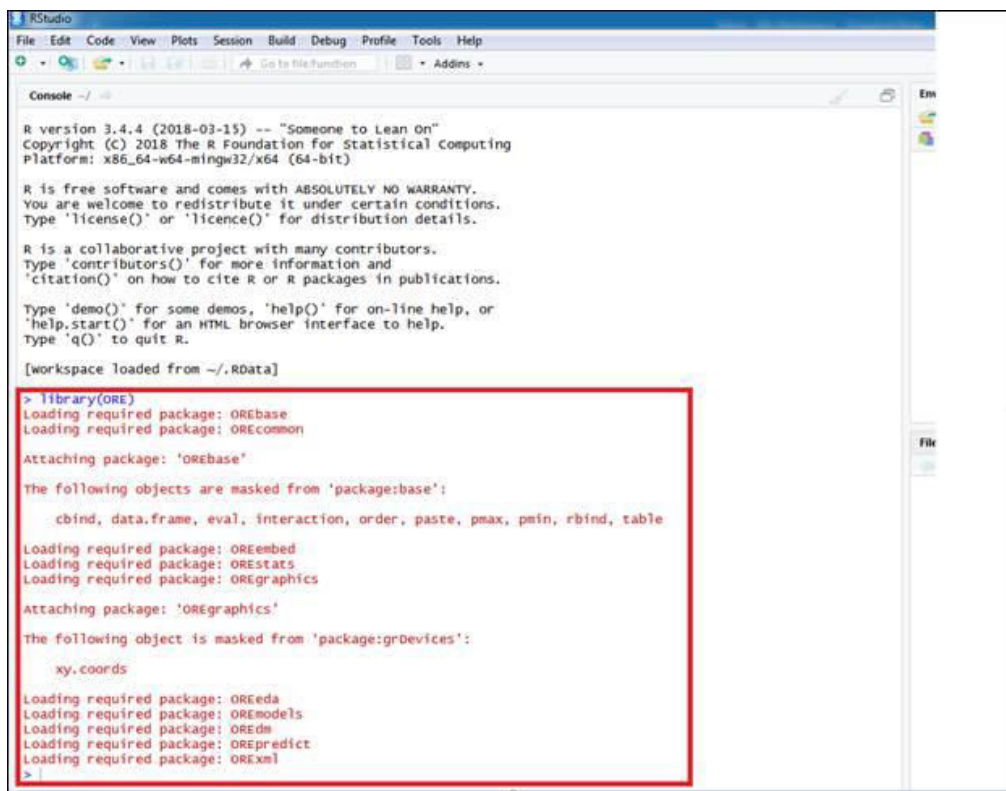 RStudio
File Edit Code View Plots Session Build Debug Profile Tools Help
Go to file/function Addins
Console ~/
Env
R version 3.4.4 (2018-03-15) -- "Someone to Lean On"
Copyright (C) 2018 The R Foundation for Statistical Computing
Platform: x86_64-w64-mingw32/x64 (64-bit)
R is free software and comes with ABSOLUTELY NO WARRANTY.
You are welcome to redistribute it under certain conditions.
Type 'license()' or 'licence()' for distribution details.
R is a collaborative project with many contributors.
Type 'contributors()' for more information and
'citation()' on how to cite R or R packages in publications.
Type 'demo()' for some demos, 'help()' for on-line help, or
'help.start()' for an HTML browser interface to help.
Type 'q()' to quit R.
[Workspace loaded from ~/.RData]
> library(ORE)
Loading required package: OREbase
Loading required package: OREcommon
Attaching package: 'OREbase'
The following objects are masked from 'package:base':
cbind, data.frame, eval, interaction, order, paste, pmax, pmin, rbind, table
Loading required package: OREembed
Loading required package: OREstats
Loading required package: OREgraphics
Attaching package: 'OREgraphics'
The following object is masked from 'package:grDevices':
xy.coords
Loading required package: OREeda
Loading required package: OREmodels
Loading required package: OREdm
Loading required package: OREpredict
Loading required package: ORExml
>
File